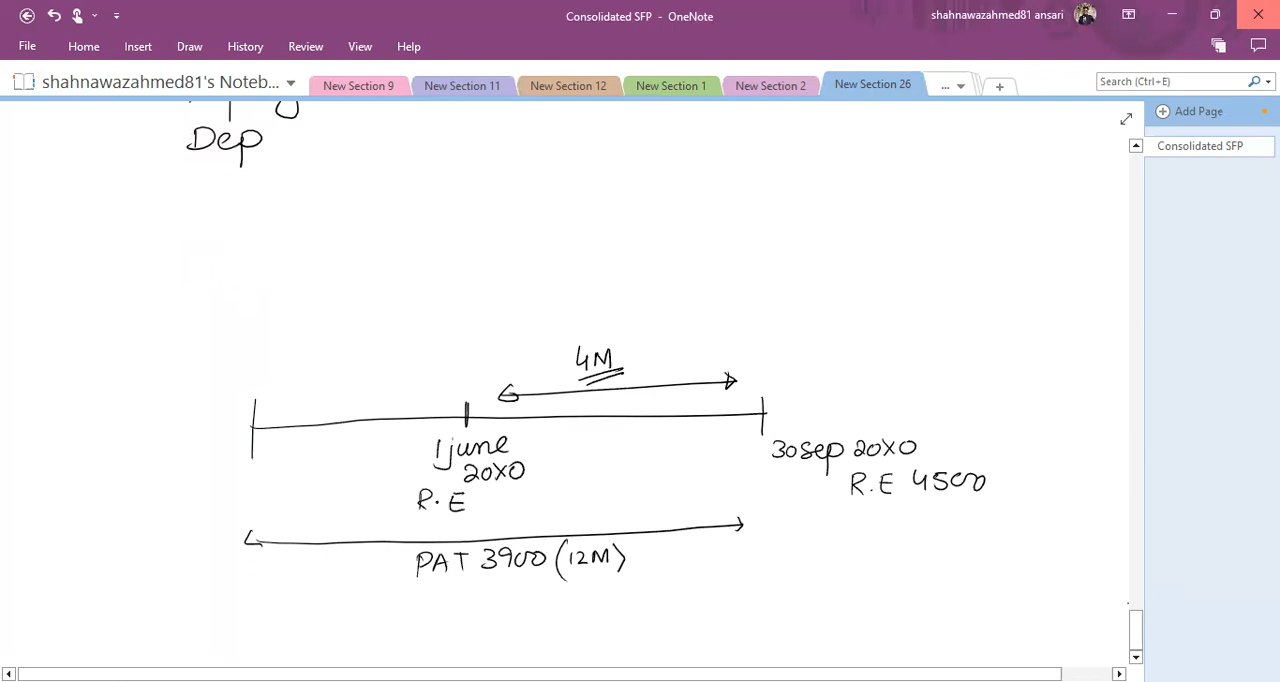 Consolidated SFP - OneNote
shahnawazahmed81 ansari
File Home Insert Draw History Review View Help
shahnawazahmed81's Noteb...
New Section 9 New Section 11 New Section 12 New Section 1 New Section 2 New Section 26 ...
Search (Ctrl+E)
Add Page
Consolidated SFP
Dep
4M
1 june
20X0
R.E
30 Sep 20X0
R.E 4500
PAT 3900 (12M)